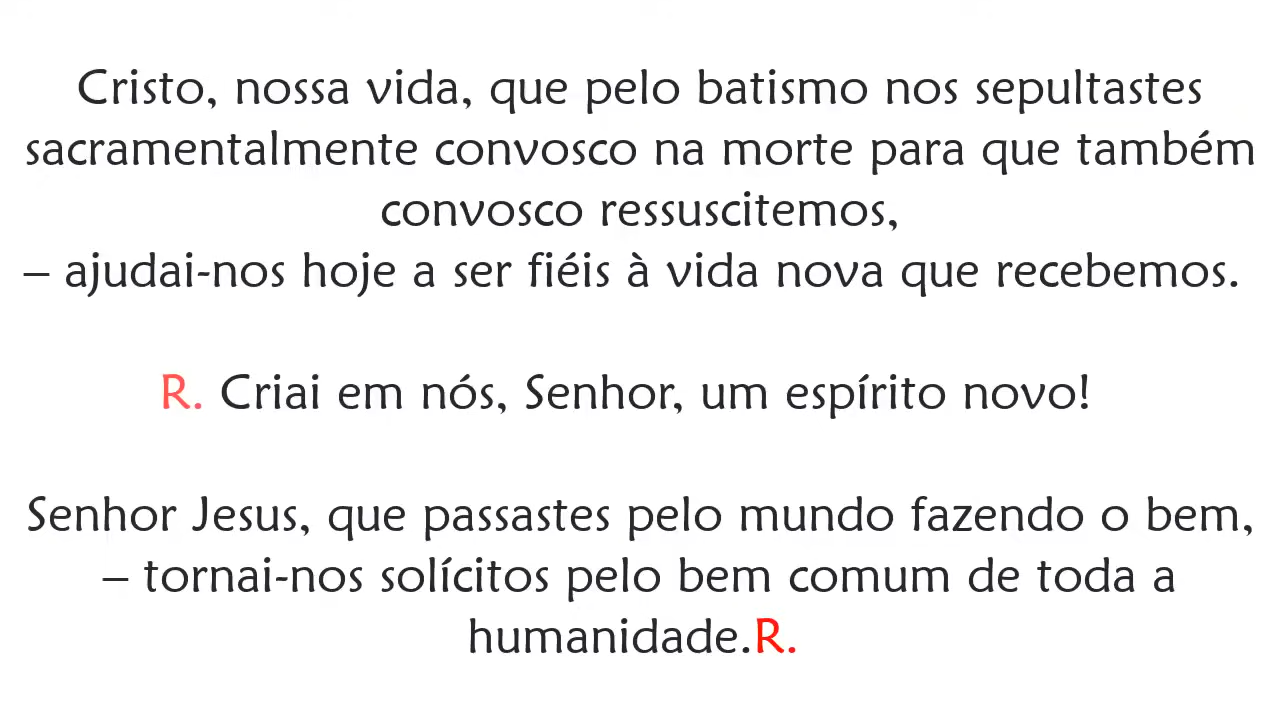 Cristo, nossa vida, que pelo batismo nos sepultastes
sacramentalmente convosco na morte para que também
convosco ressuscitemos,
– ajudai-nos hoje a ser fiéis à vida nova que recebemos.
R. Criai em nós, Senhor, um espírito novo!
Senhor Jesus, que passastes pelo mundo fazendo o bem,
– tornai-nos solícitos pelo bem comum de toda a
humanidade.R.